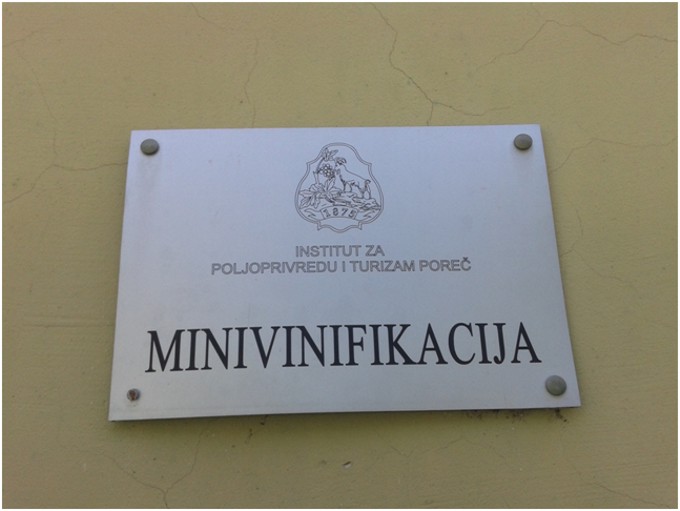 1875
INSTITUT ZA
POLJOPRIVREDU I TURIZAM POREČ
MINIVINIFIKACIJA